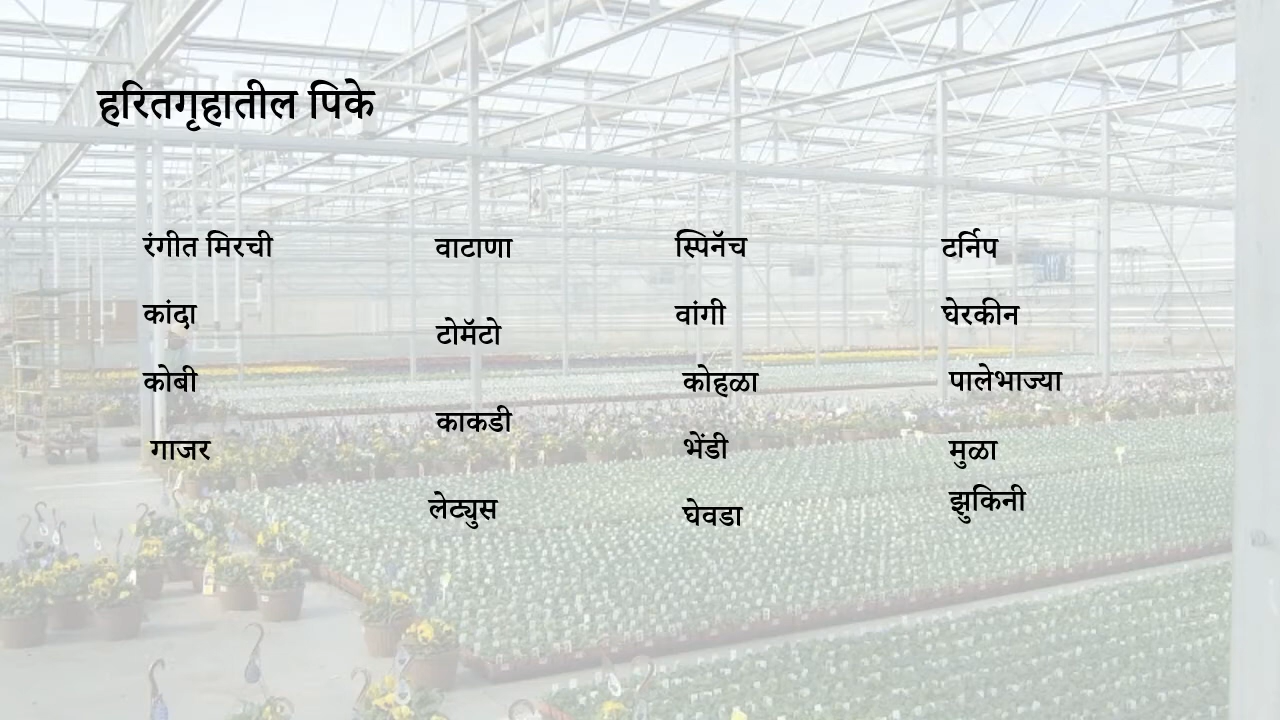 हरितगृहातील पिके
रंगीत मिरची
कांदा
कोबी
गाजर
वाटाणा
टोमॅटो
काकडी
लेट्युस
स्पिनॅच
वांगी
कोहळा
भेंडी
घेवडा
टर्निप
घेरकीन
पालेभाज्या
मुळा
झुकिनी